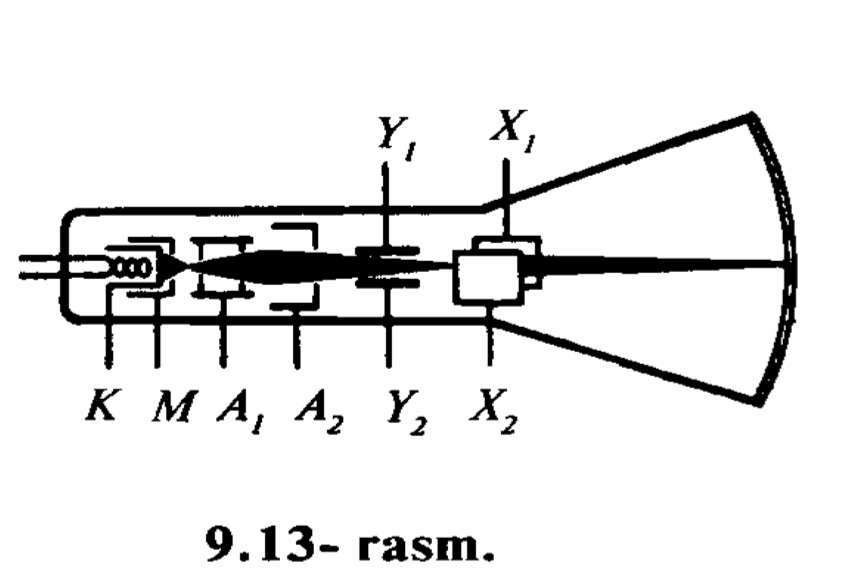 Y₁ X₁
K M A₁ A₂ Y₂ X₂
9.13- rasm.